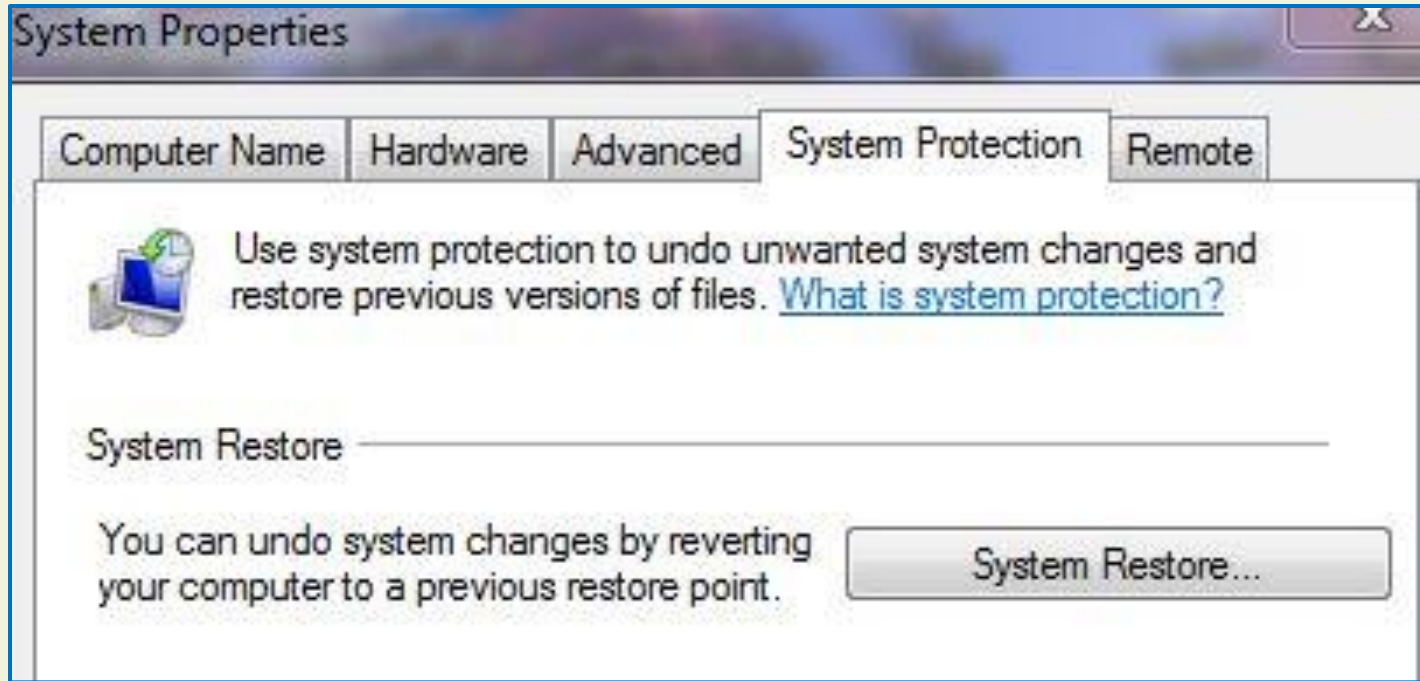 System Properties
Computer Name Hardware Advanced System Protection Remote
Use system protection to undo unwanted system changes and
restore previous versions of files. What is system protection?
System Restore
You can undo system changes by reverting
your computer to a previous restore point.
System Restore...